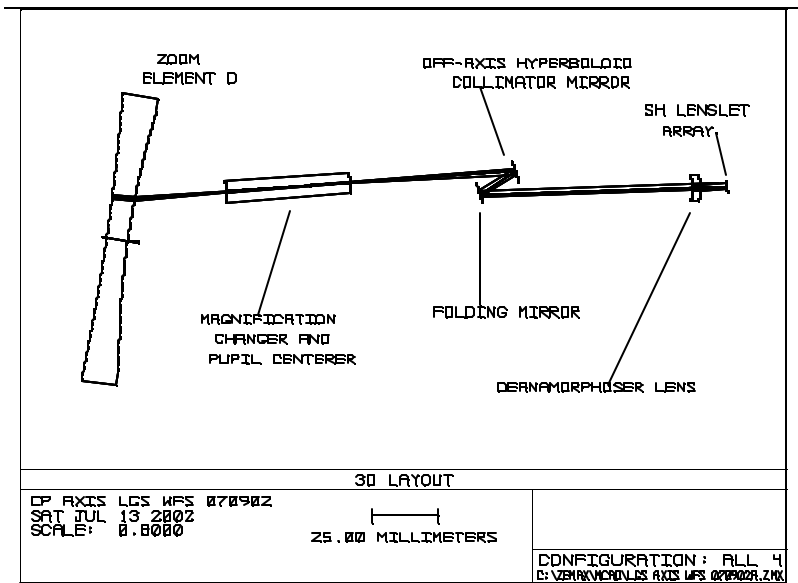 ZOOM
ELEMENT D
OFF-AXIS HYPERBOLOID
COLLIMATOR MIRROR
SH LENSLET
ARRAY
MAGNIFICATION
CHANGER AND
PUPIL CENTERER
FOLDING MIRROR
DEANAMORPHOSER LENS
3D LAYOUT
OP AXIS LGS WFS 070902
SAT JUL 13 2002
SCALE: 0.8000
25.00 MILLIMETERS
CONFIGURATION: ALL 4
C:\ZEMAX\MCAO\LGS AXIS WFS 070902A.ZMX